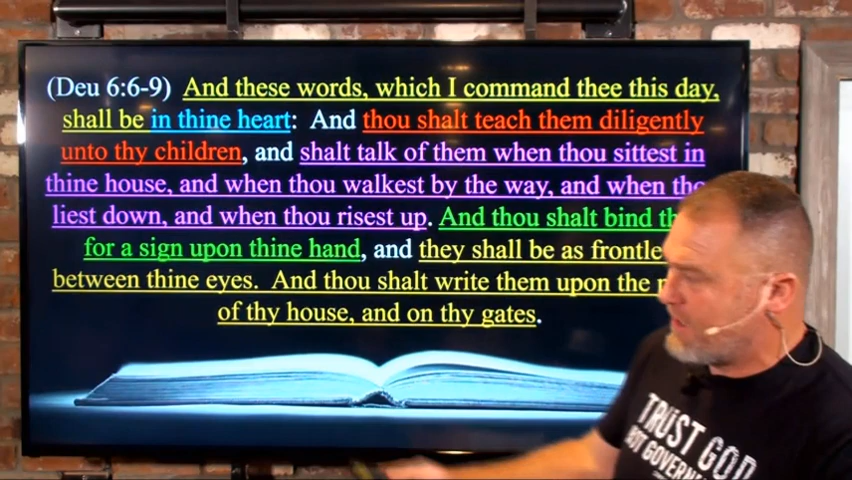 (Deu 6:6-9) And these words, which I command thee this day,
shall be in thine heart: And thou shalt teach them diligently
unto thy children, and shalt talk of them when thou sittest in
thine house, and when thou walkest by the way, and when
liest down, and when thou risest up. And thou shalt bind
for a sign upon thine hand, and they shall be as
between thine eyes. And thou shalt write them upon the
of thy house, and on thy gates.
TRUST GOD
NOT